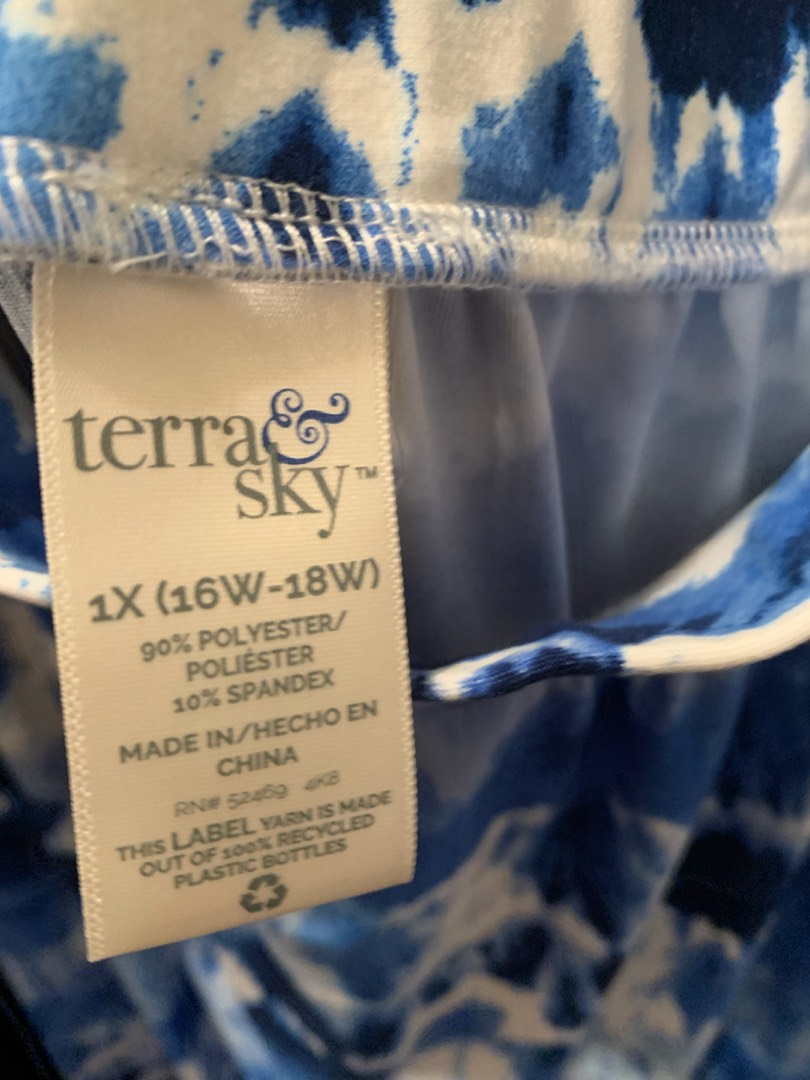 terra &
sky™
1X (16W-18W)
90% POLYESTER/
POLIÉSTER
10% SPANDEX
MADE IN/HECHO EN
CHINA
RN# 52469 4K8
THIS LABEL YARN IS MADE
OUT OF 100% RECYCLED
PLASTIC BOTTLES